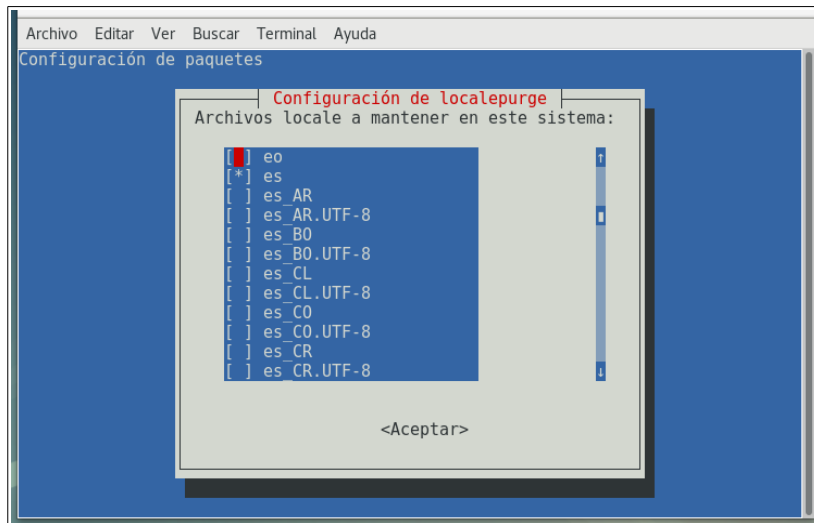 Archivo Editar Ver Buscar Terminal Ayuda
Configuración de paquetes
Configuración de localepurge
Archivos locale a mantener en este sistema:
[ ] eo
[*] es
[ ] es_AR
[ ] es_AR.UTF-8
[ ] es_BO
[ ] es_BO.UTF-8
[ ] es_CL
[ ] es_CL.UTF-8
[ ] es_CO
[ ] es_CO.UTF-8
[ ] es_CR
[ ] es_CR.UTF-8
<Aceptar>